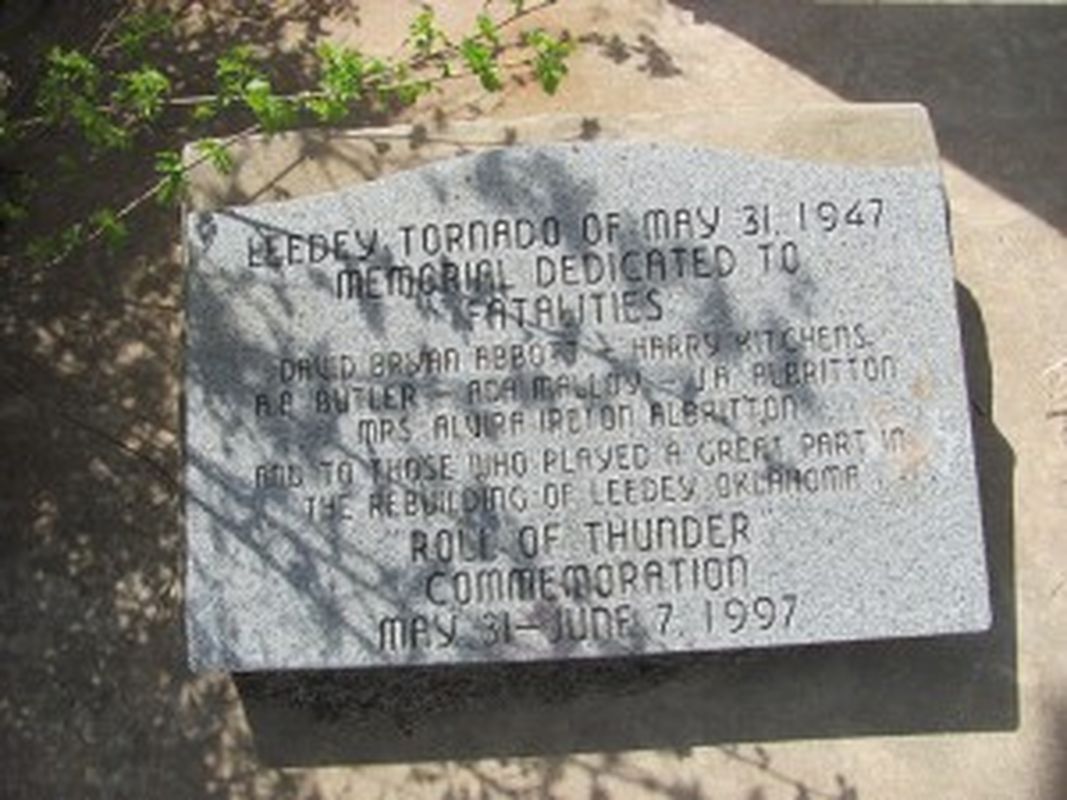 LEEDEY TORNADO OF MAY 31, 1947
MEMORIAL DEDICATED TO
FATALITIES
DAVID BRYAN ABBOTT - HARRY KITCHENS
A.P. BUTLER - ADA MALLOY - J.A. ALBRITTON
MRS. ALVIRA IRETON ALBRITTON
AND TO THOSE WHO PLAYED A GREAT PART IN
THE REBUILDING OF LEEDEY, OKLAHOMA
ROLL OF THUNDER
COMMEMORATION
MAY 31-JUNE 7, 1997